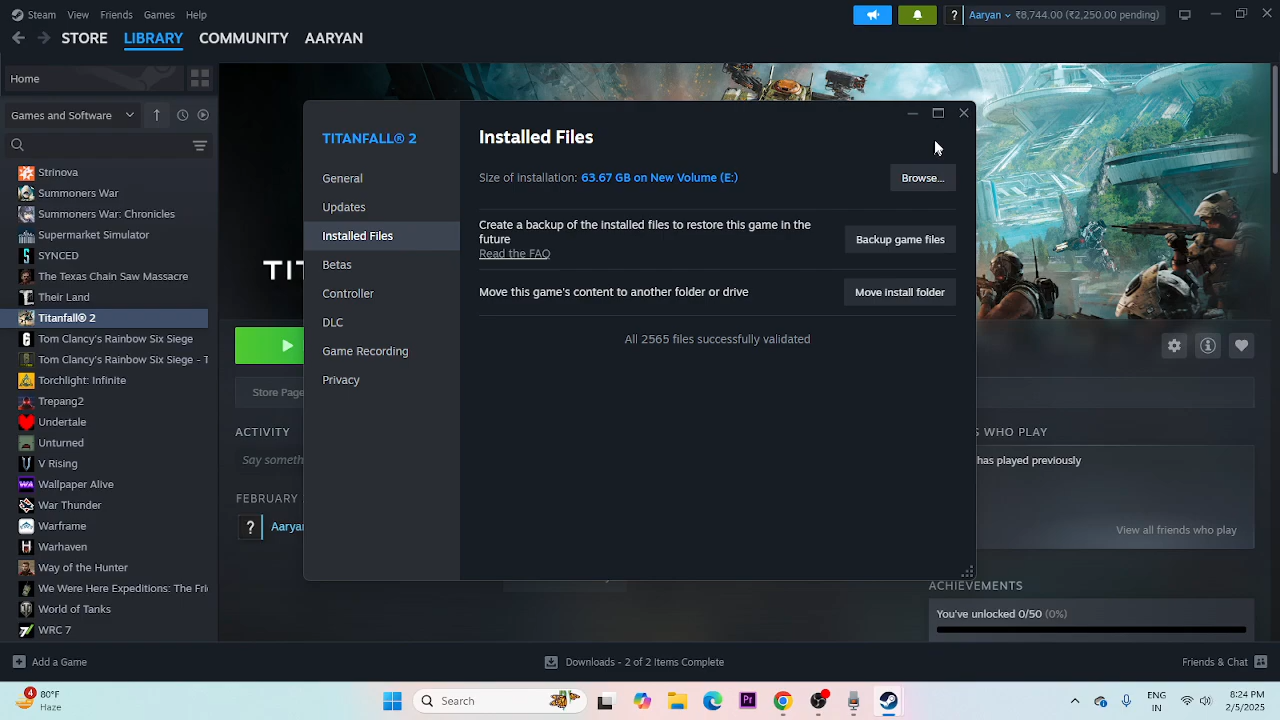 Steam View Friends Games Help
? Aaryan ₹8,744.00 (₹2,250.00 pending)
STORE LIBRARY COMMUNITY AARYAN
Home
Games and Software
Strinova
Summoners War
Summoners War: Chronicles
Supermarket Simulator
SYNCED
The Texas Chain Saw Massacre
Their Land
Titanfall® 2
Tom Clancy's Rainbow Six Siege
Tom Clancy's Rainbow Six Siege - T
Torchlight: Infinite
Trepang2
Undertale
Unturned
V Rising
Wallpaper Alive
War Thunder
Warframe
Warhaven
Way of the Hunter
We Were Here Expeditions: The Fri
World of Tanks
WRC 7
TIT
Store Page
ACTIVITY
Say someth
FEBRUARY
? Aaryan
TITANFALL® 2
General
Updates
Installed Files
Betas
Controller
DLC
Game Recording
Privacy
Installed Files
Size of installation: 63.67 GB on New Volume (E:)
Browse...
Create a backup of the installed files to restore this game in the
future
Read the FAQ
Backup game files
Move this game's content to another folder or drive
Move install folder
All 2565 files successfully validated
S WHO PLAY
has played previously
View all friends who play
ACHIEVEMENTS
You've unlocked 0/50 (0%)
Add a Game
Downloads - 2 of 2 Items Complete
Friends & Chat
4
80°F
Haze
Search
Pr
ENG
IN
8:24 PM
2/5/2025